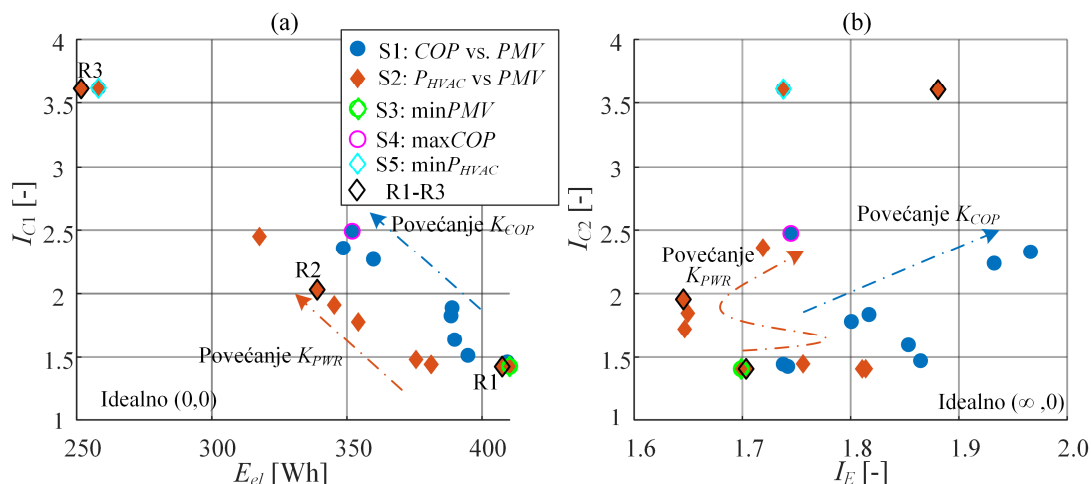 (a)
(b)
4
3.5
3
2.5
2
1.5
1
I_C1 [-]
R3
S1: COP vs. PMV
S2: P_HVAC vs PMV
S3: minPMV
S4: maxCOP
S5: minP_HVAC
R1-R3
Povećanje K_COP
R2
Povećanje K_PWR
R1
Idealno (0,0)
250
300
350
400
E_el [Wh]
4
3.5
3
2.5
2
1.5
1
I_C2 [-]
Povećanje K_COP
Povećanje
K_PWR
Idealno (∞ ,0)
1.6
1.7
1.8
1.9
2.0
I_E [-]